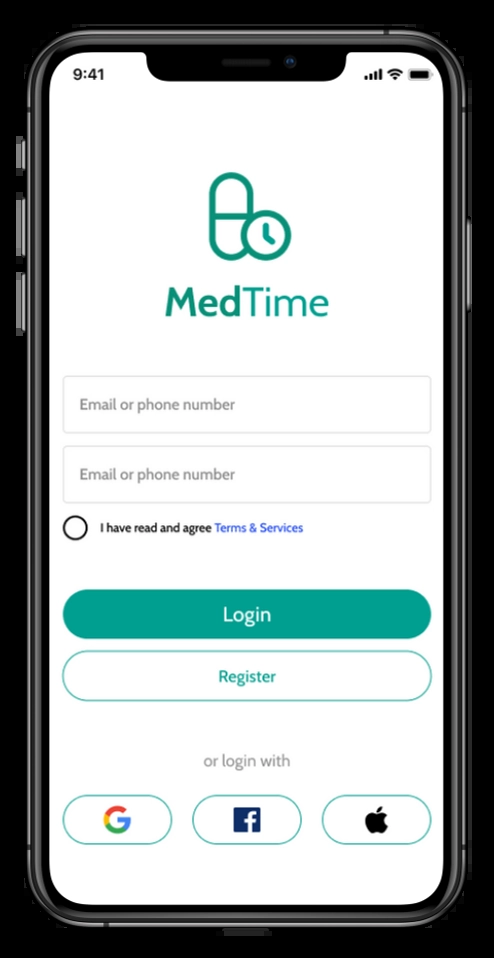 9:41
MedTime
Email or phone number
Email or phone number
I have read and agree Terms & Services
Login
Register
or login with